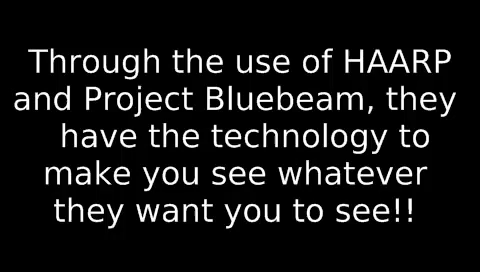 Through the use of HAARP
and Project Bluebeam, they
have the technology to
make you see whatever
they want you to see!!